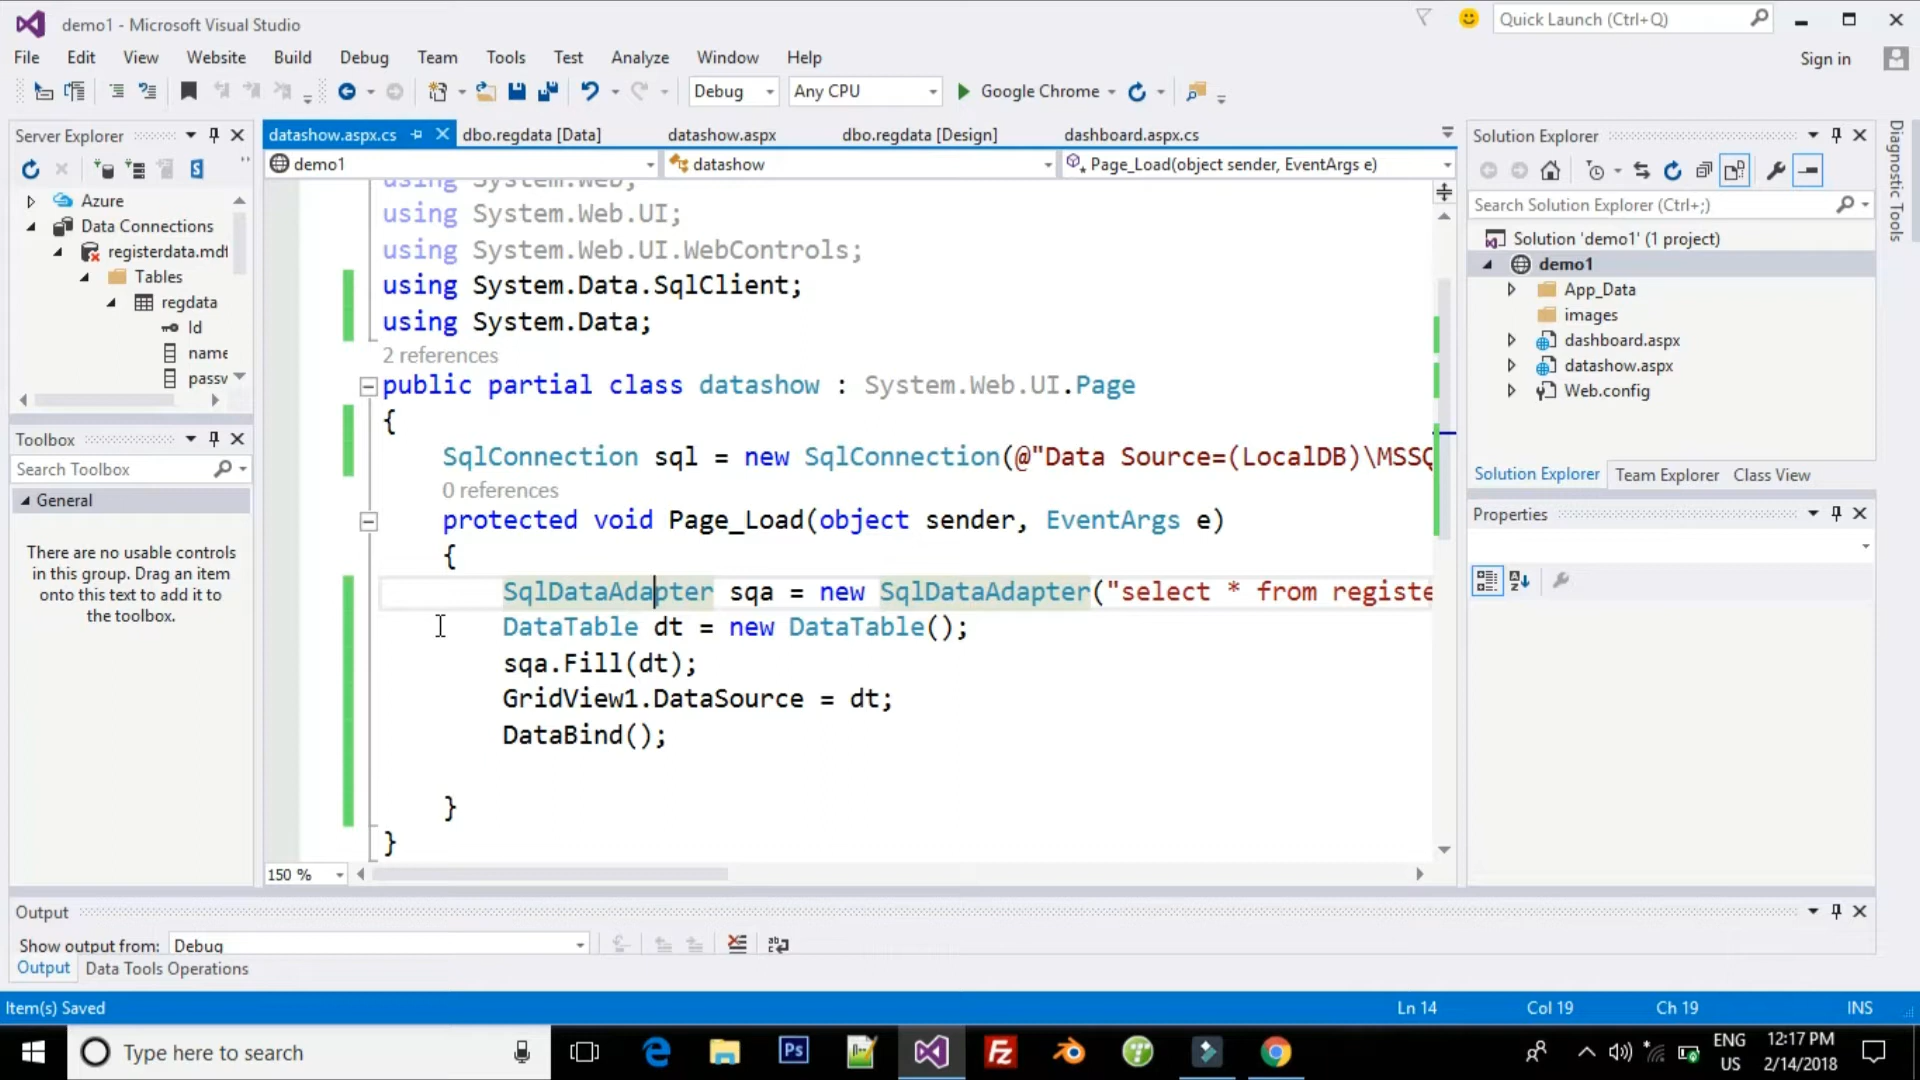 demo1 - Microsoft Visual Studio
Quick Launch (Ctrl+Q)
File Edit View Website Build Debug Team Tools Test Analyze Window Help
Sign in
Debug Any CPU Google Chrome
Server Explorer
Azure
Data Connections
registerdata.mdf
Tables
regdata
Id
name
passv
Toolbox
Search Toolbox
General
There are no usable controls
in this group. Drag an item
onto this text to add it to
the toolbox.
datashow.aspx.cs dbo.regdata [Data] datashow.aspx dbo.regdata [Design] dashboard.aspx.cs
demo1 datashow Page_Load(object sender, EventArgs e)
using System.Web;
using System.Web.UI;
using System.Web.UI.WebControls;
using System.Data.SqlClient;
using System.Data;
2 references
public partial class datashow : System.Web.UI.Page
{
SqlConnection sql = new SqlConnection(@"Data Source=(LocalDB)\MSSQ
0 references
protected void Page_Load(object sender, EventArgs e)
{
SqlDataAdapter sqa = new SqlDataAdapter("select * from registe
DataTable dt = new DataTable();
sqa.Fill(dt);
GridView1.DataSource = dt;
DataBind();
}
}
150 %
Solution Explorer
Search Solution Explorer (Ctrl+;)
Solution 'demo1' (1 project)
demo1
App_Data
images
dashboard.aspx
datashow.aspx
Web.config
Solution Explorer Team Explorer Class View
Properties
Diagnostic Tools
Output
Show output from: Debug
Output Data Tools Operations
Item(s) Saved Ln 14 Col 19 Ch 19 INS
Type here to search
Ps
Fz
ENG
US
12:17 PM
2/14/2018